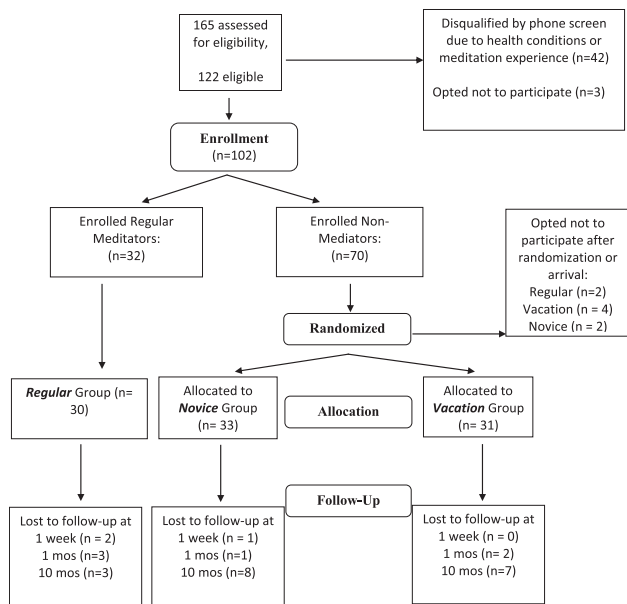 165 assessed
for eligibility,
122 eligible
Disqualified by phone screen
due to health conditions or
meditation experience (n=42)
Opted not to participate (n=3)
Enrollment
(n=102)
Enrolled Regular
Meditators:
(n=32)
Enrolled Non-
Mediators:
(n=70)
Opted not to
participate after
randomization or
arrival:
Regular (n=2)
Vacation (n = 4)
Novice (n = 2)
Randomized
Regular Group (n=
30)
Allocated to
Novice Group
(n= 33)
Allocation
Allocated to
Vacation Group
(n= 31)
Follow-Up
Lost to follow-up at
1 week (n = 2)
1 mos (n=3)
10 mos (n=3)
Lost to follow-up at
1 week (n = 1)
1 mos (n=1)
10 mos (n=8)
Lost to follow-up at
1 week (n = 0)
1 mos (n= 2)
10 mos (n=7)